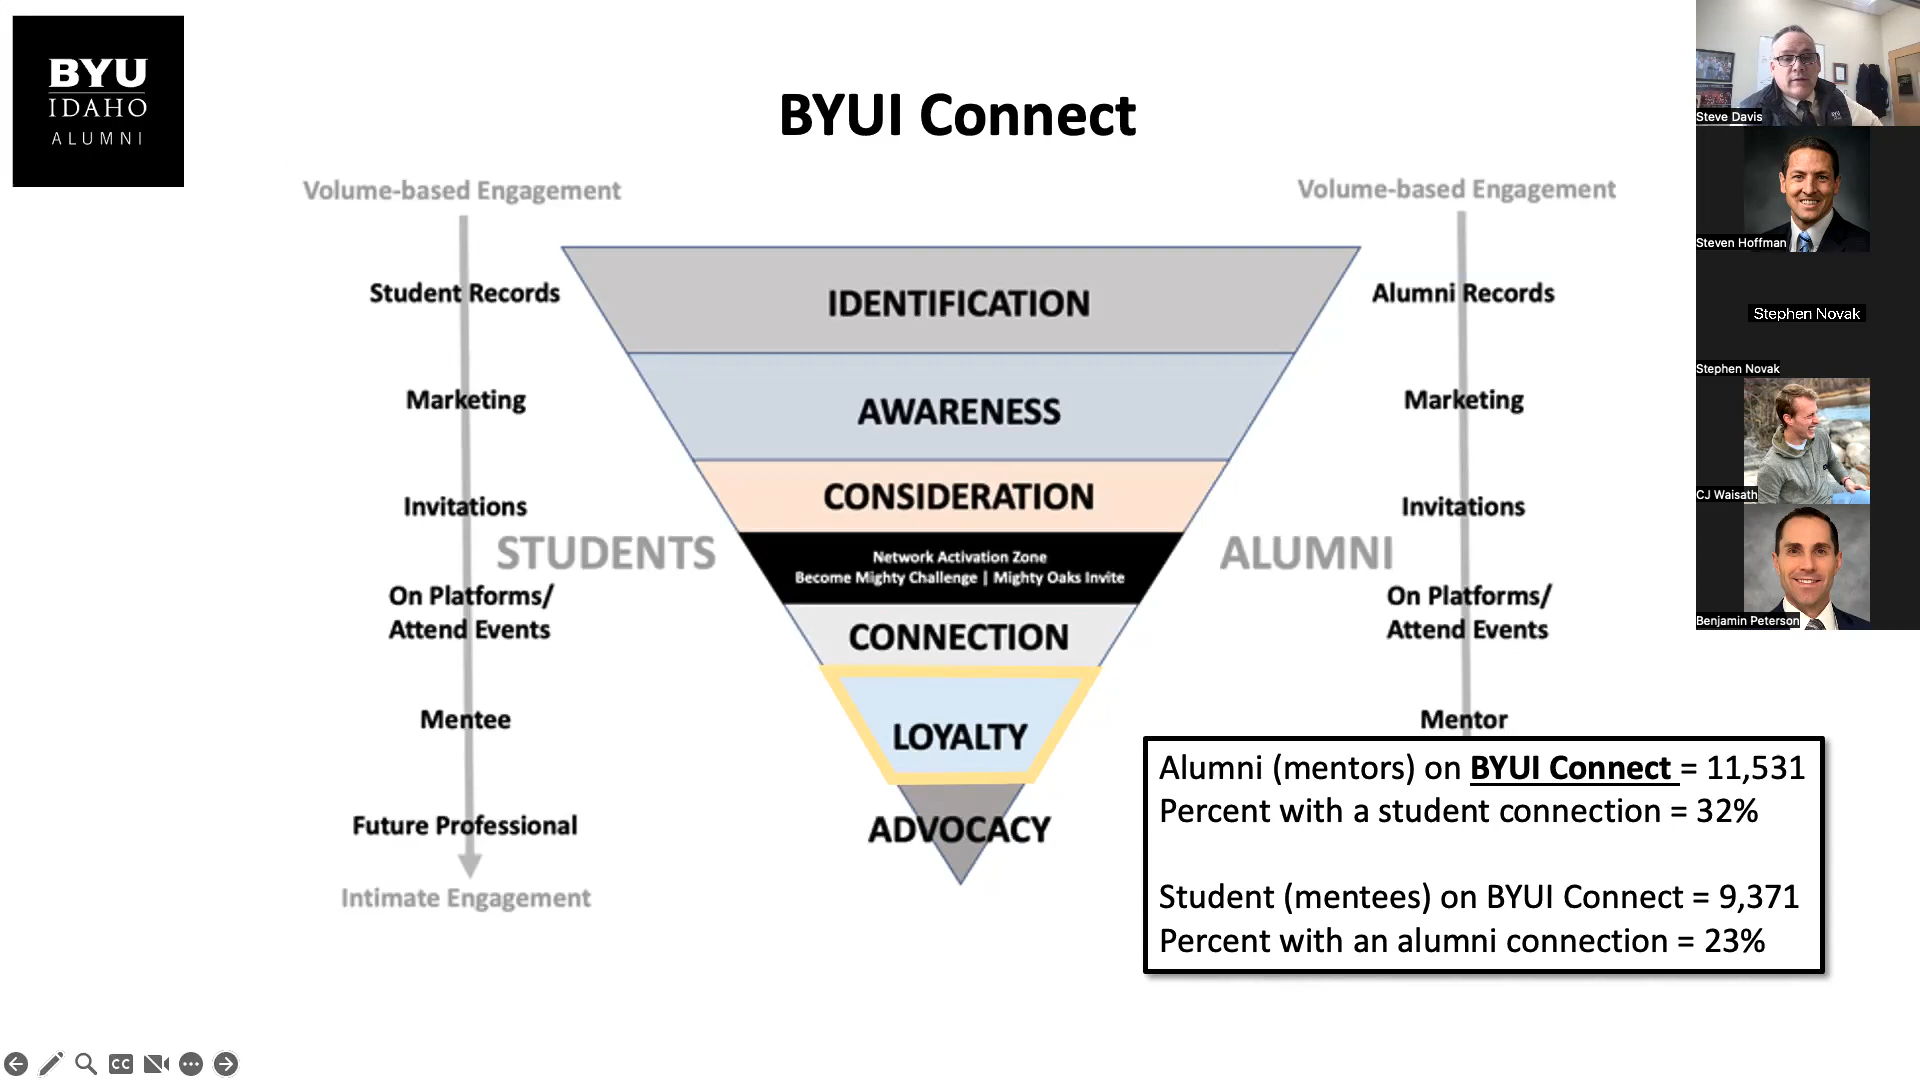 BYU
IDAHO
ALUMNI
BYUI Connect
Volume-based Engagement
Student Records
Marketing
Invitations
STUDENTS
On Platforms/
Attend Events
Mentee
Future Professional
Intimate Engagement
IDENTIFICATION
AWARENESS
CONSIDERATION
Network Activation Zone
Become Mighty Challenge | Mighty Oaks Invite
CONNECTION
LOYALTY
ADVOCACY
Volume-based Engagement
Alumni Records
Marketing
Invitations
ALUMNI
On Platforms/
Attend Events
Mentor
Alumni (mentors) on BYUI Connect = 11,531
Percent with a student connection = 32%
Student (mentees) on BYUI Connect = 9,371
Percent with an alumni connection = 23%
Steve Davis
Steven Hoffman
Stephen Novak
Stephen Novak
CJ Waisath
Benjamin Peterson
CC